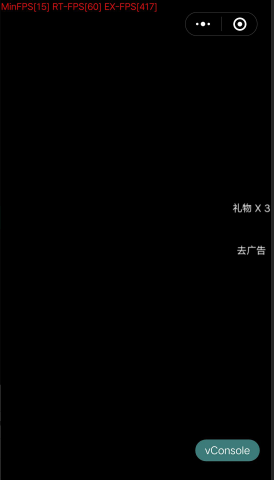 MinFPS[15] RT-FPS[60] EX-FPS[417]
礼物 X 3
去广告
vConsole